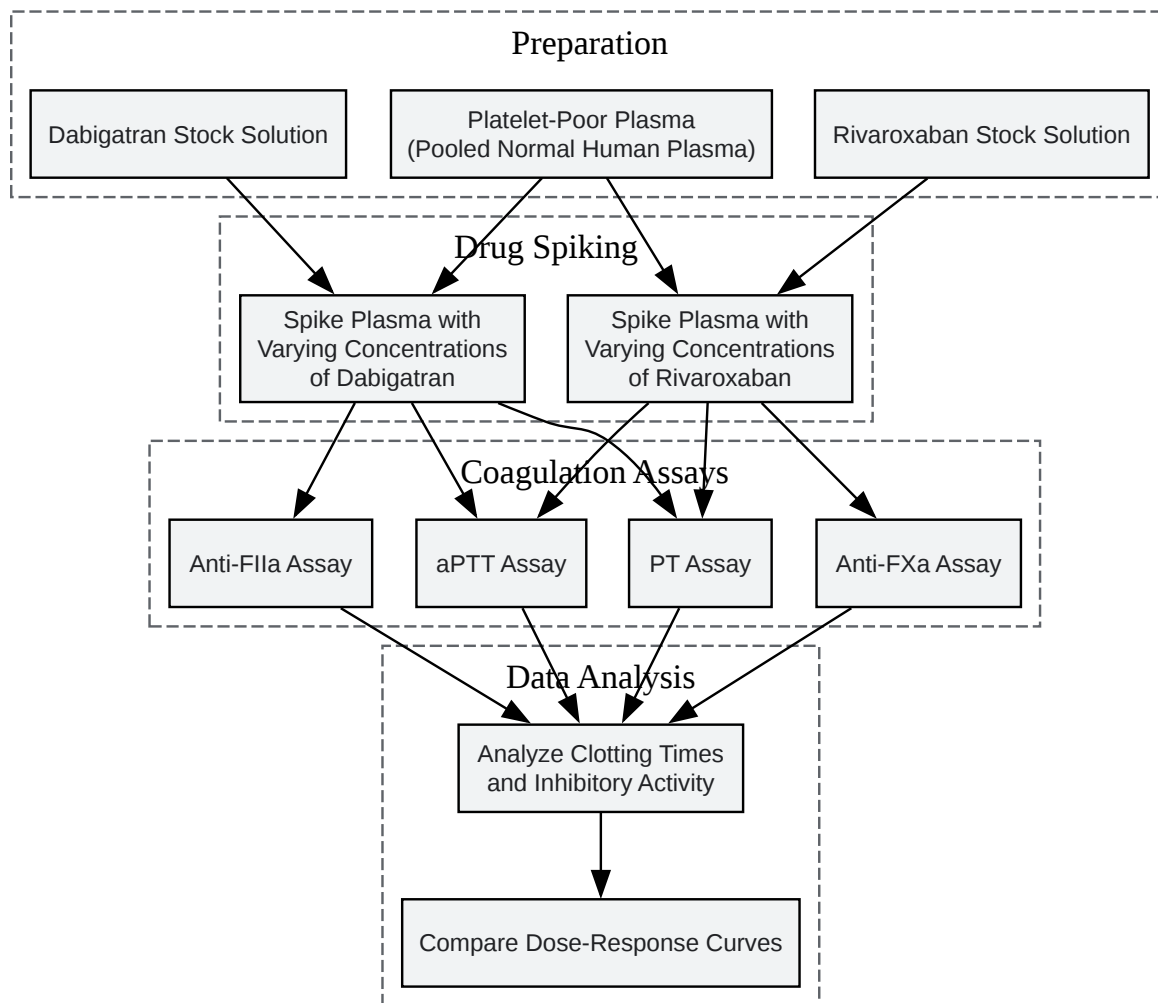 Preparation
Dabigatran Stock Solution
Platelet-Poor Plasma
(Pooled Normal Human Plasma)
Rivaroxaban Stock Solution
Drug Spiking
Spike Plasma with
Varying Concentrations
of Dabigatran
Spike Plasma with
Varying Concentrations
of Rivaroxaban
Coagulation Assays
Anti-FIIa Assay
aPTT Assay
PT Assay
Anti-FXa Assay
Data Analysis
Analyze Clotting Times
and Inhibitory Activity
Compare Dose-Response Curves